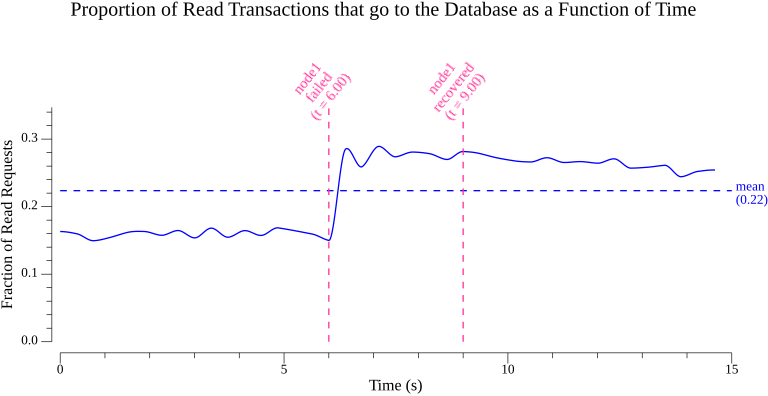 Proportion of Read Transactions that go to the Database as a Function of Time
node1
failed
(t = 6.00)
node1
recovered
(t = 9.00)
Fraction of Read Requests
0.3
0.2
0.1
0.0
mean
(0.22)
0
5
10
15
Time (s)